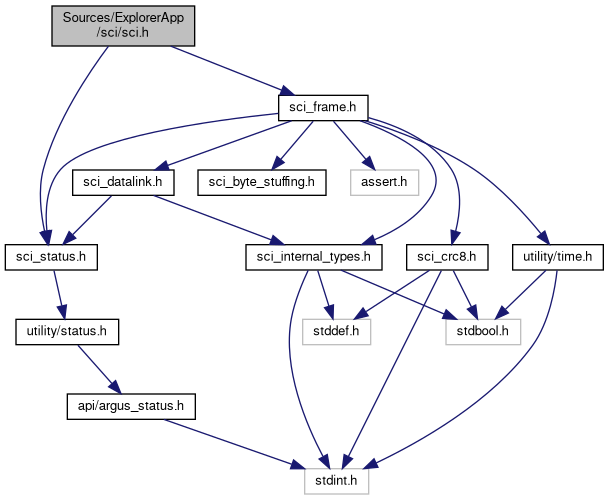 Sources/ExplorerApp
/sci/sci.h
sci_frame.h
sci_datalink.h
sci_byte_stuffing.h
assert.h
sci_status.h
sci_internal_types.h
sci_crc8.h
utility/time.h
utility/status.h
stddef.h
stdbool.h
api/argus_status.h
stdint.h